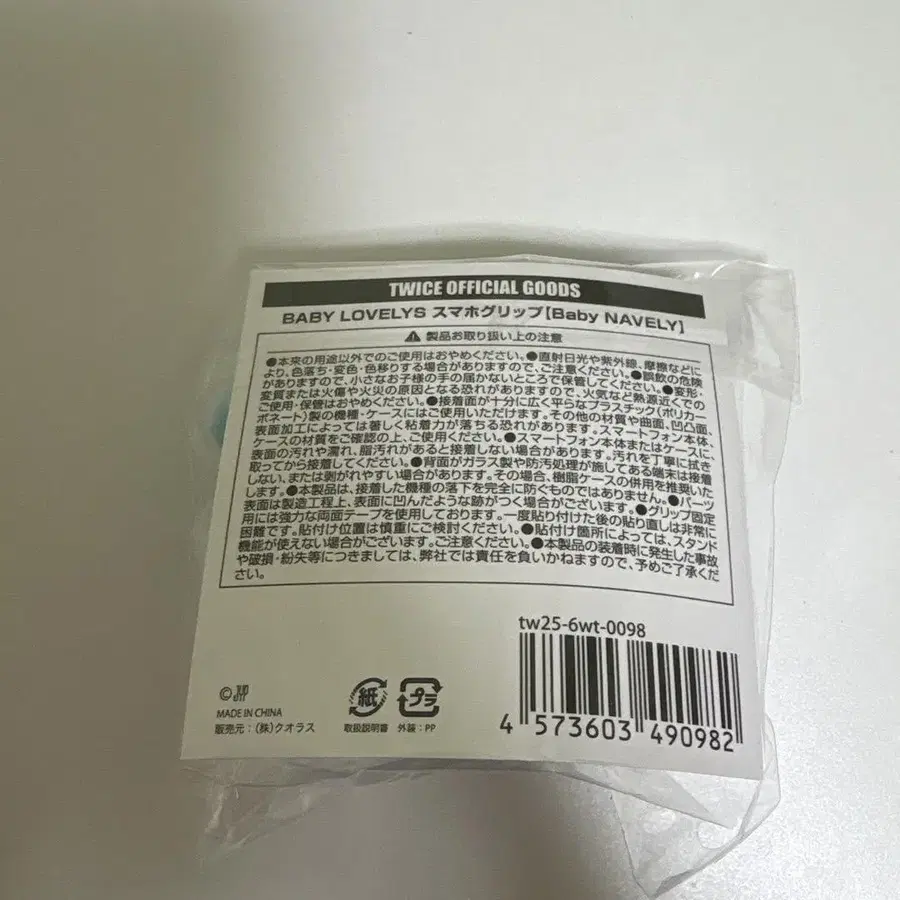 TWICE OFFICIAL GOODS
BABY LOVELYS スマホグリップ[Baby NAVELY]
製品お取り扱い上の注意
●本来の用途以外でのご使用はおやめください。●直射日光や紫外線、摩擦などに
より、色落ち・変色・色移りする場合がありますので、ご注意ください。●誤飲の危険
がありますので、小さなお子様の手の届かないところで保管してください。●変形・
変質または火傷や火災の原因となる恐れがありますので、火気など熱源近くでの
ご使用・保管はおやめください。●接着面が十分に広く平らなプラスチック(ポリカー
ボネート)製の機種・ケースにはご使用いただけます。その他の材質や曲面、凹凸面、
表面加工によっては著しく粘着力が落ちる恐れがあります。スマートフォン本体、
ケースの材質をご確認の上、ご使用ください。●スマートフォン本体またはケースに、
表面の汚れや濡れ、脂汚れがあると接着しない場合があります。汚れを丁寧に拭き
取ってから接着してください。●背面がガラス製や防汚処理が施してある端末は接着
しない、または剥がれやすい場合があります。その場合、樹脂ケースの併用を推奨いた
します。●本製品は、接着した機種の落下を完全に防ぐものではありません。●パーツ
表面は製造工程上、表面に凹んだような跡がつく場合がございます。●グリップ固定
用には強力な両面テープを使用しております。一度貼り付けた後の貼り直しは非常に
困難です。貼付け位置は慎重にご検討ください。●貼付け箇所によっては、スタンド
機能が使えない場合がございます。ご注意ください。●本製品の装着時に発生した事故
や破損・紛失等につきましては、弊社では責任を負いかねますので、予めご了承くだ
さい。
tw25-6wt-0098
4 573603 490982
© JYP
MADE IN CHINA
販売元：(株)クオラス
紙
取扱説明書
プラ
外装：PP